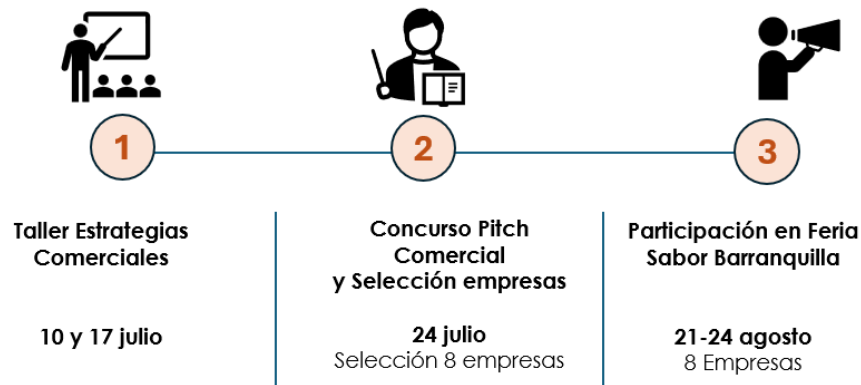 1
Taller Estrategias
Comerciales
10 y 17 julio
2
Concurso Pitch
Comercial
y Selección empresas
24 julio
Selección 8 empresas
3
Participación en Feria
Sabor Barranquilla
21-24 agosto
8 Empresas